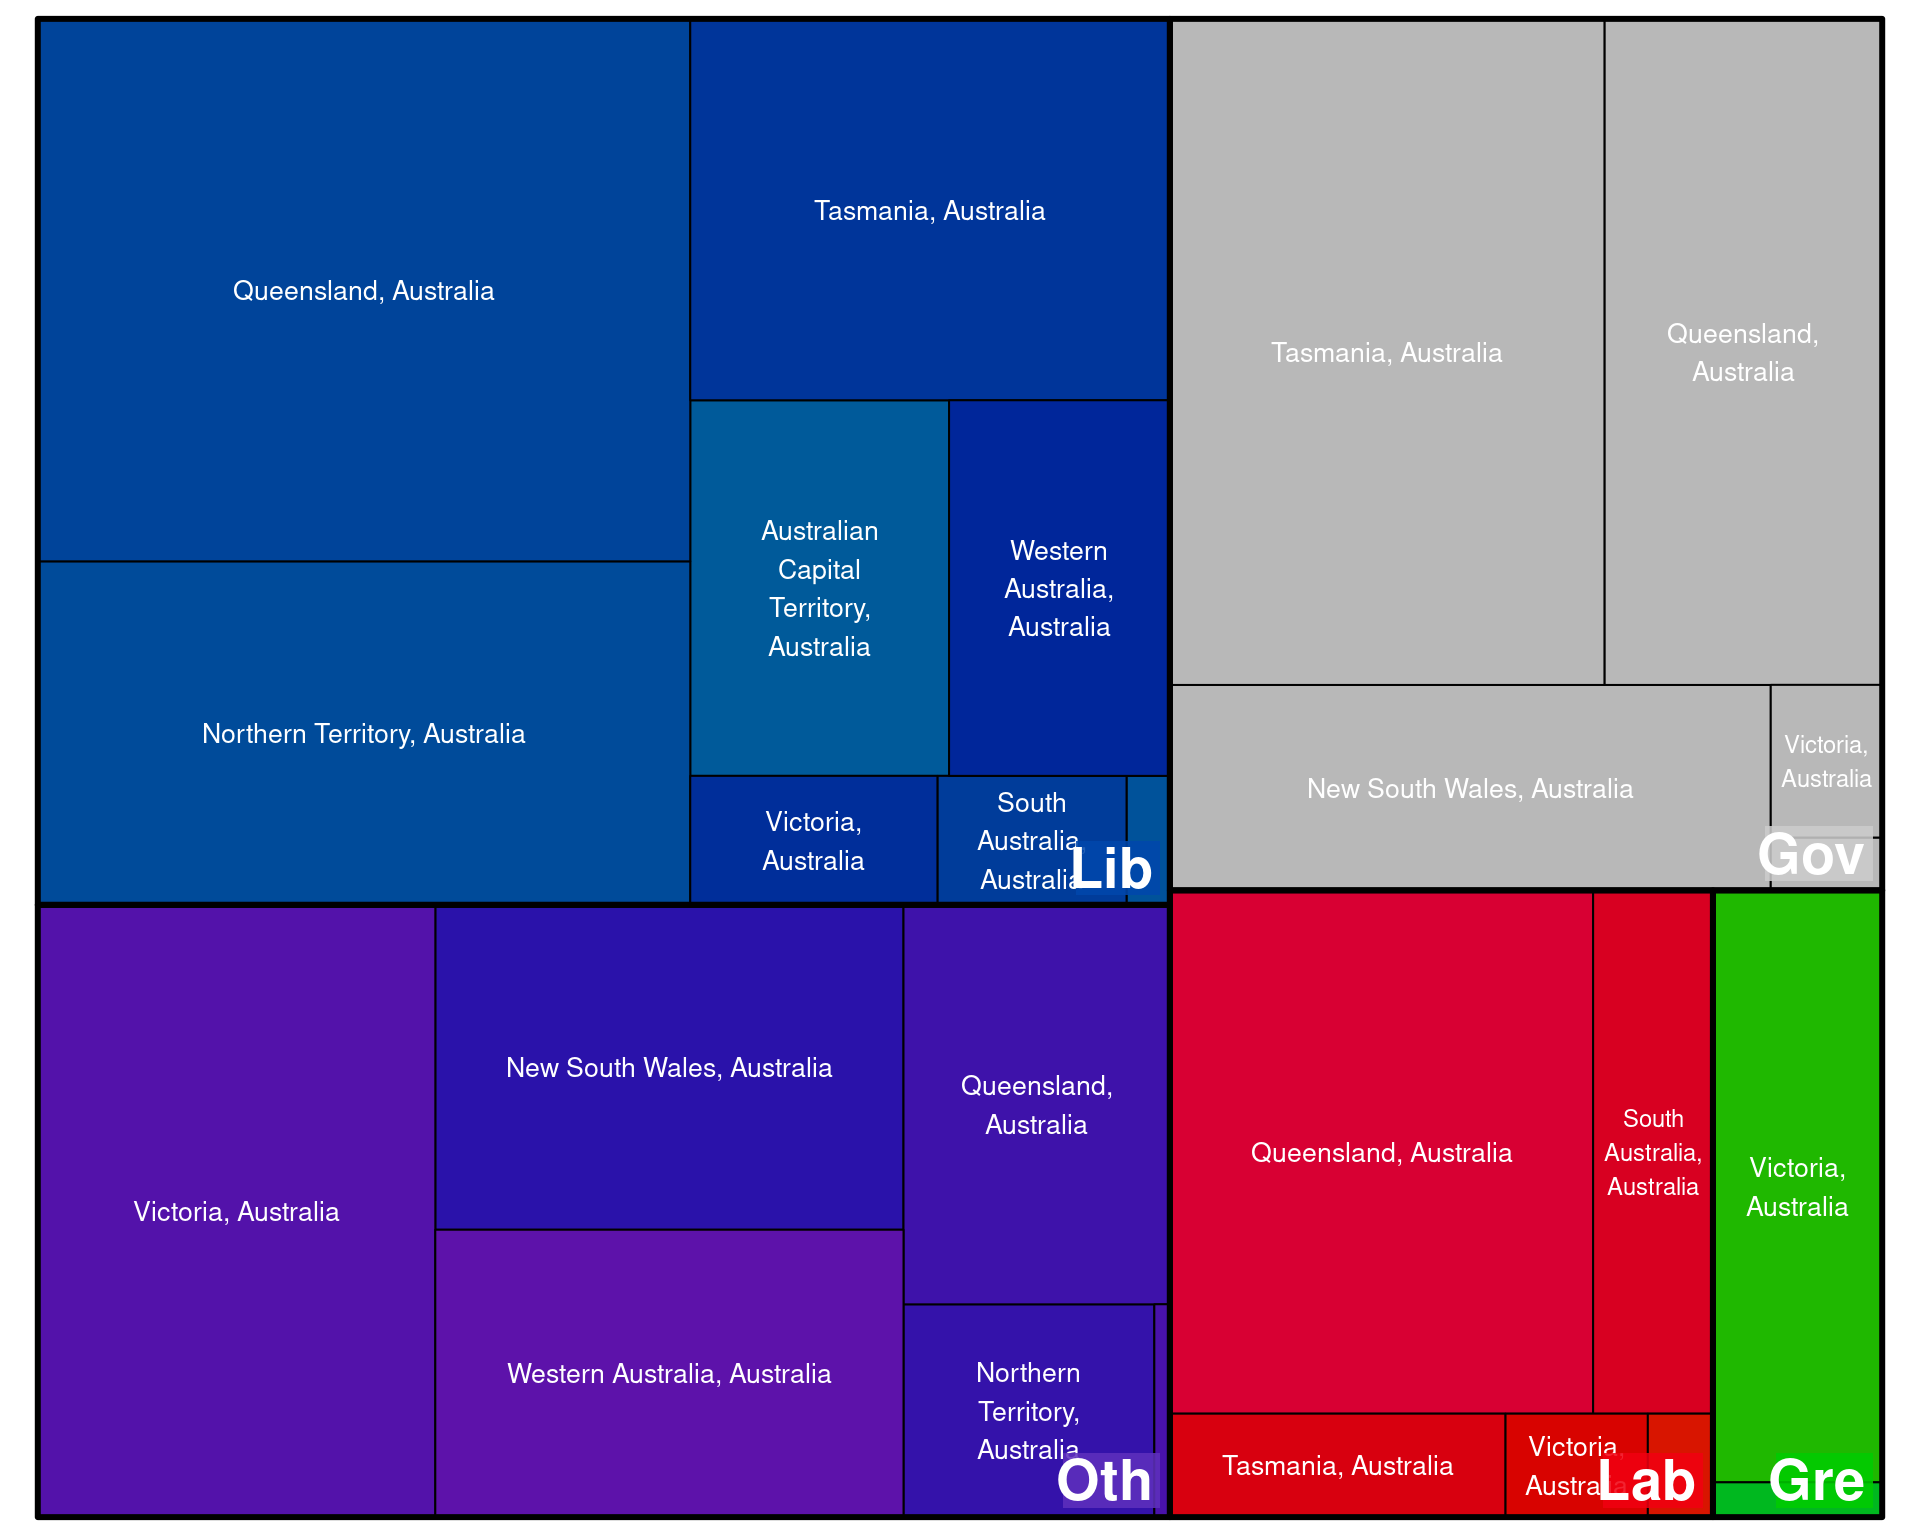 Queensland, Australia
Tasmania, Australia
Northern Territory, Australia
Australian
Capital
Territory,
Australia
Western
Australia,
Australia
Victoria,
Australia
South
Australia,
Australia
Lib
Tasmania, Australia
Queensland,
Australia
New South Wales, Australia
Victoria,
Australia
Gov
Victoria, Australia
New South Wales, Australia
Western Australia, Australia
Queensland,
Australia
Northern
Territory,
Australia
Oth
Queensland, Australia
South
Australia,
Australia
Tasmania, Australia
Victoria,
Australia
Lab
Victoria,
Australia
Gre